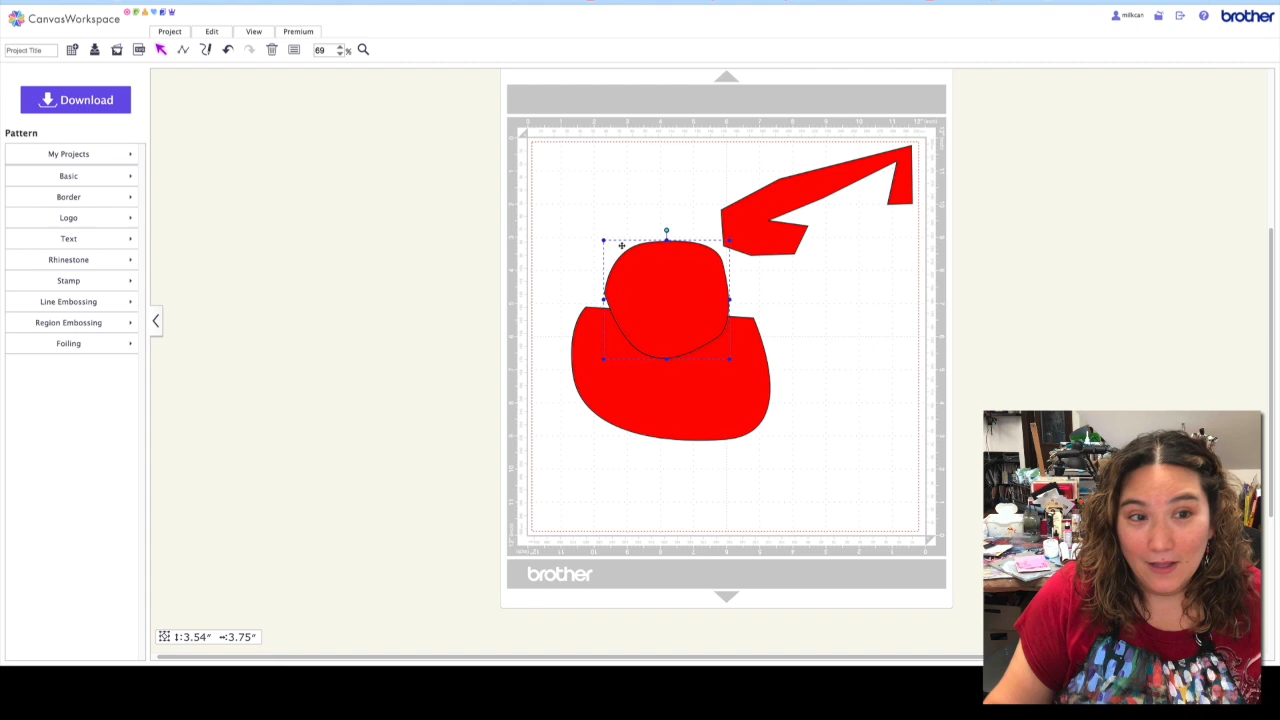 CanvasWorkspace
milkcan
brother
Project
Edit
View
Premium
Project Title
69
%
Download
Pattern
My Projects
Basic
Border
Logo
Text
Rhinestone
Stamp
Line Embossing
Region Embossing
Foiling
brother
3.54"
3.75"